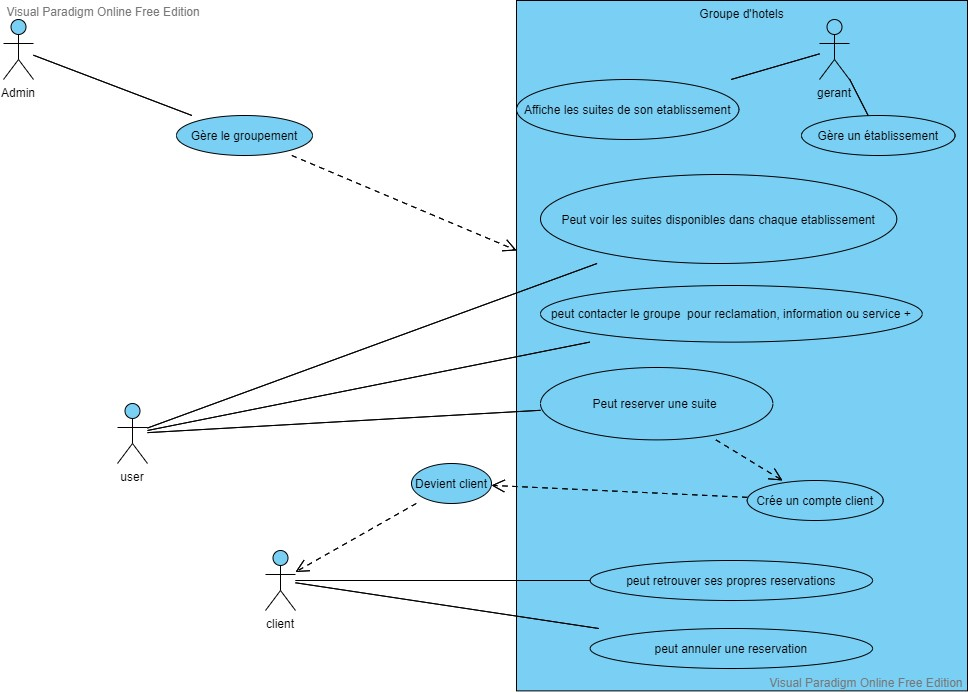 Visual Paradigm Online Free Edition
Groupe d'hotels
Admin
gerant
Affiche les suites de son etablissement
Gère le groupement
Gère un établissement
Peut voir les suites disponibles dans chaque etablissement
peut contacter le groupe pour reclamation, information ou service +
Peut reserver une suite
user
Devient client
Crée un compte client
peut retrouver ses propres reservations
client
peut annuler une reservation
Visual Paradigm Online Free Edition